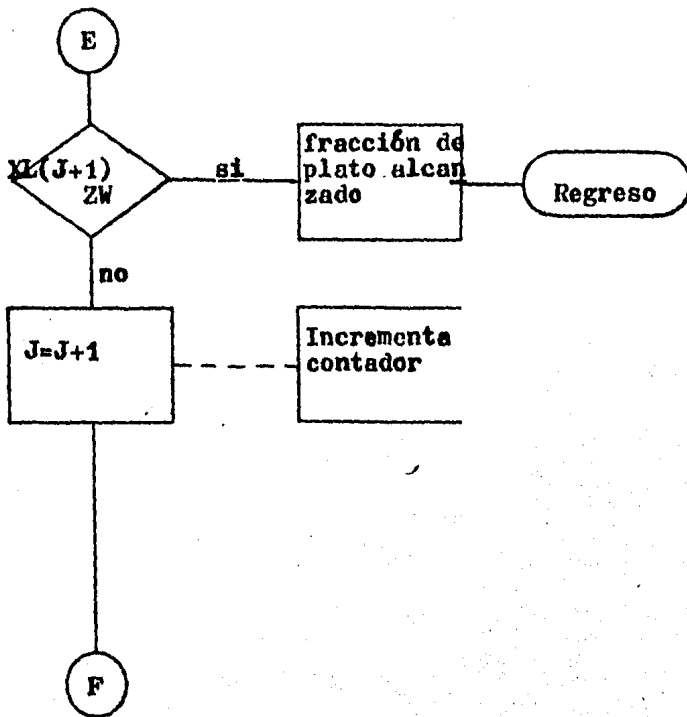 E
XL(J+1)
ZW
si
fracción de
plato alcan
zado
Regreso
no
J=J+1
Incrementa
contador
F